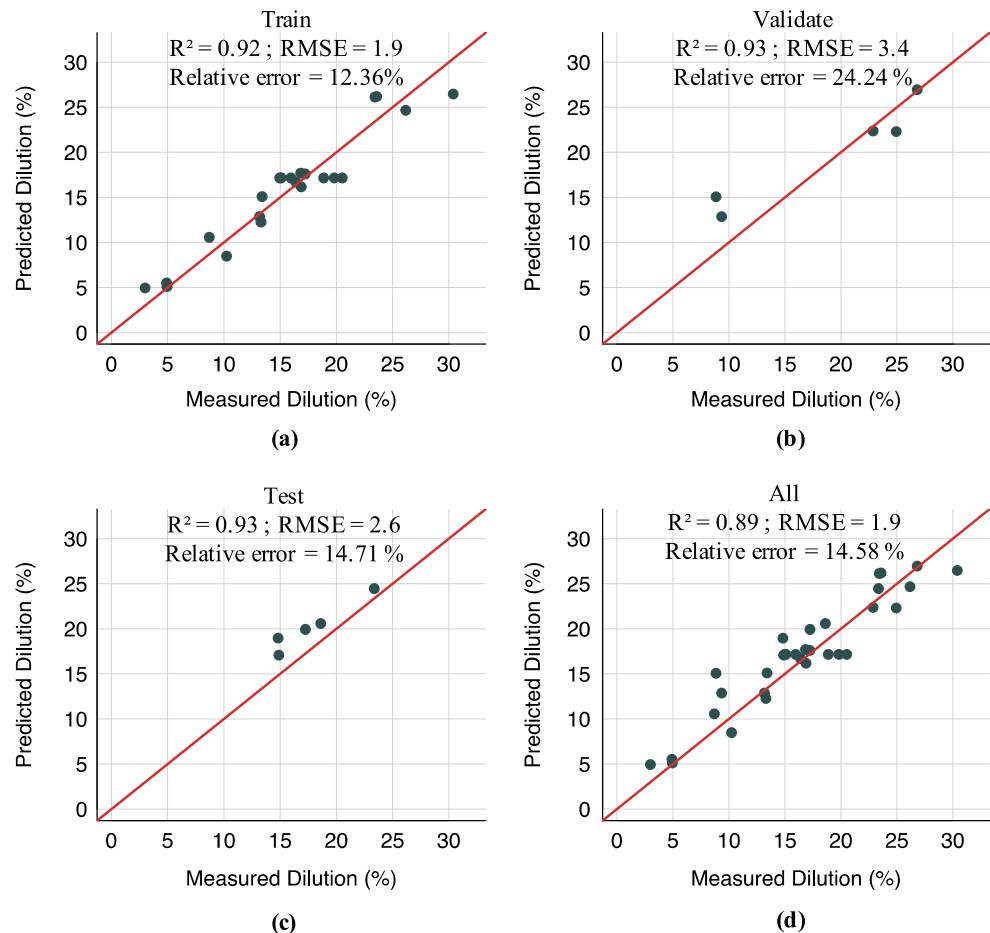 Train
R² = 0.92 ; RMSE = 1.9
Relative error = 12.36%
30
25
20
15
10
5
0
Predicted Dilution (%)
0 5 10 15 20 25 30
Measured Dilution (%)
(a)
Validate
R² = 0.93 ; RMSE = 3.4
Relative error = 24.24 %
30
25
20
15
10
5
0
Predicted Dilution (%)
0 5 10 15 20 25 30
Measured Dilution (%)
(b)
Test
R² = 0.93 ; RMSE = 2.6
Relative error = 14.71 %
30
25
20
15
10
5
0
Predicted Dilution (%)
0 5 10 15 20 25 30
Measured Dilution (%)
(c)
All
R² = 0.89 ; RMSE = 1.9
Relative error = 14.58 %
30
25
20
15
10
5
0
Predicted Dilution (%)
0 5 10 15 20 25 30
Measured Dilution (%)
(d)